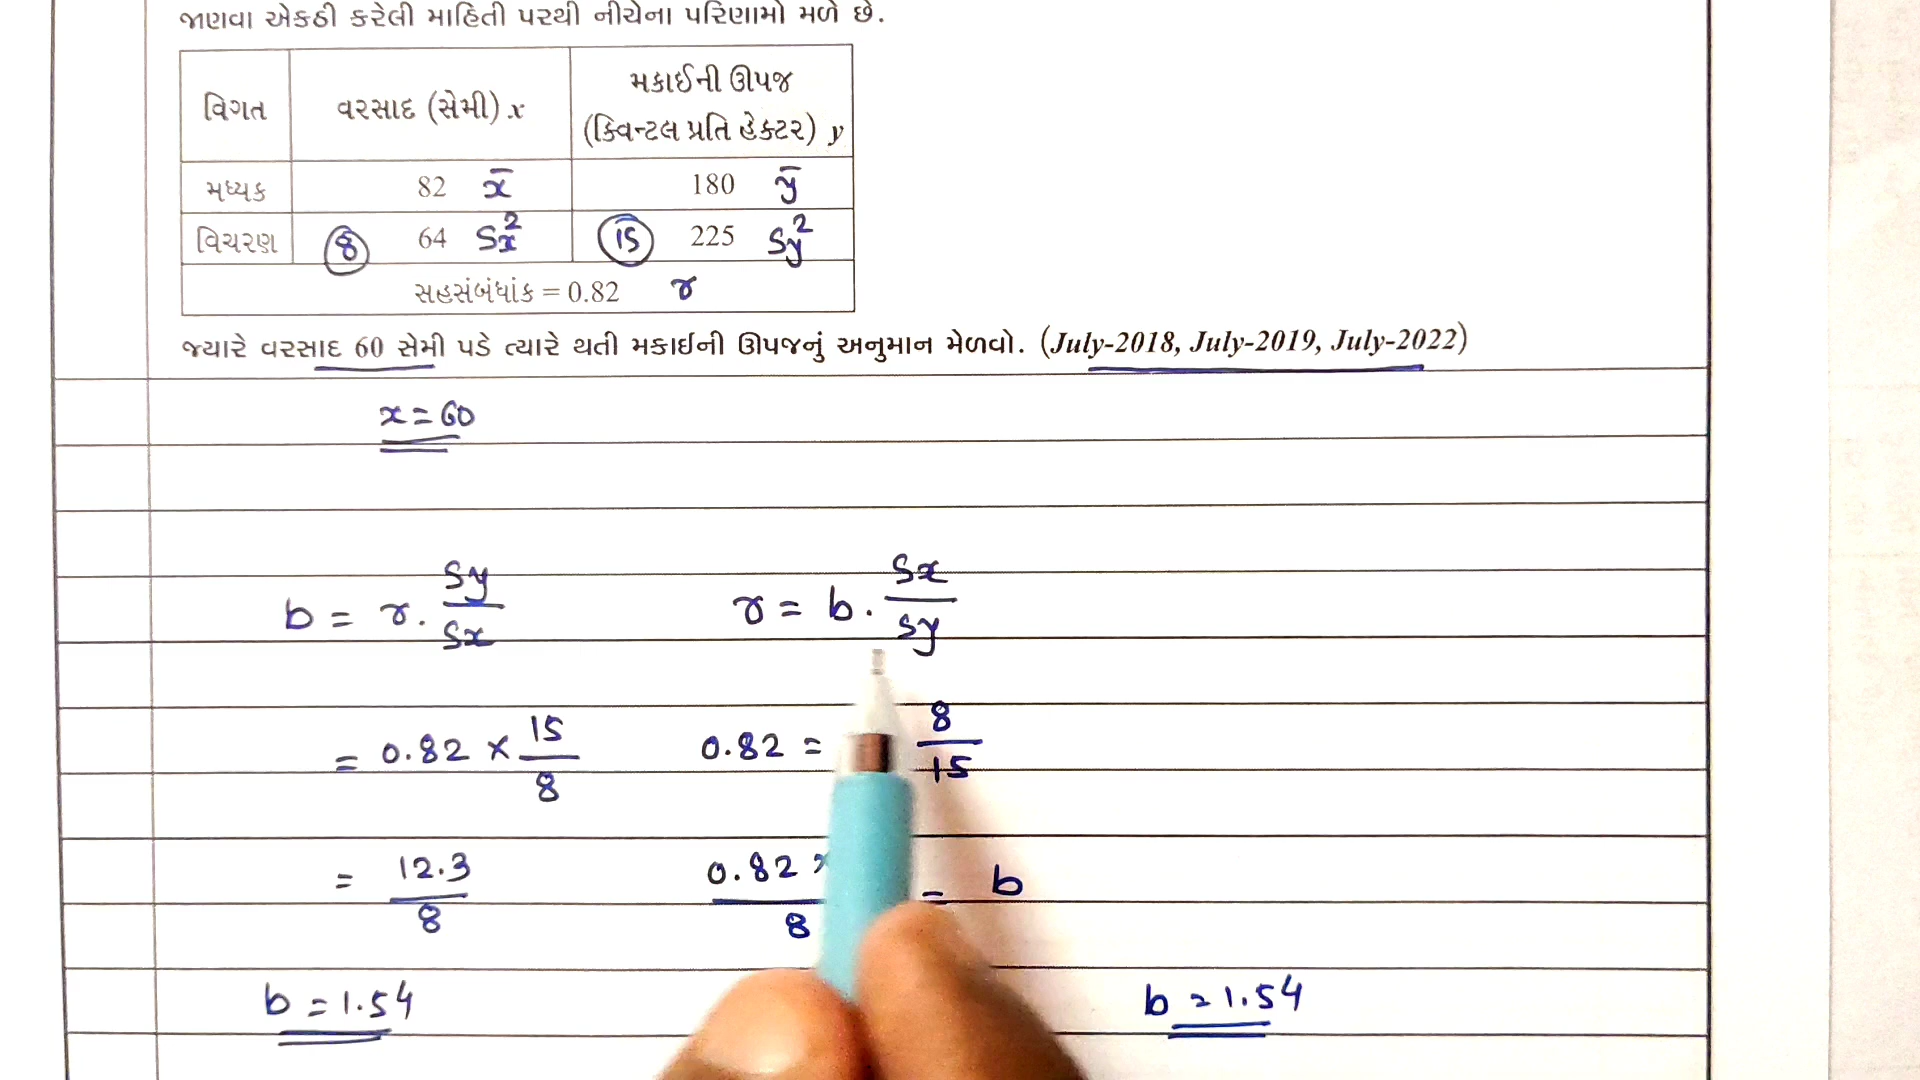 જાણવા એકઠી કરેલી માહિતી પરથી નીચેના પરિણામો મળે છે.
વિગત વરસાદ (સેમી) x મકાઈની ઊપજ (ક્વિન્ટલ પ્રતિ હેક્ટર) y
મધ્યક 82 x̄ 180 ȳ
વિચરણ 8 64 Sx² 15 225 Sy²
સહસંબંધાંક = 0.82 r
જ્યારે વરસાદ 60 સેમી પડે ત્યારે થતી મકાઈની ઊપજનું અનુમાન મેળવો. (July-2018, July-2019, July-2022)
x = 60
b = r. Sy/Sx r = b. Sx/Sy
= 0.82 × 15/8 0.82 = 8/15
= 12.3/8 0.82 /8 = b
b = 1.54 b = 1.54